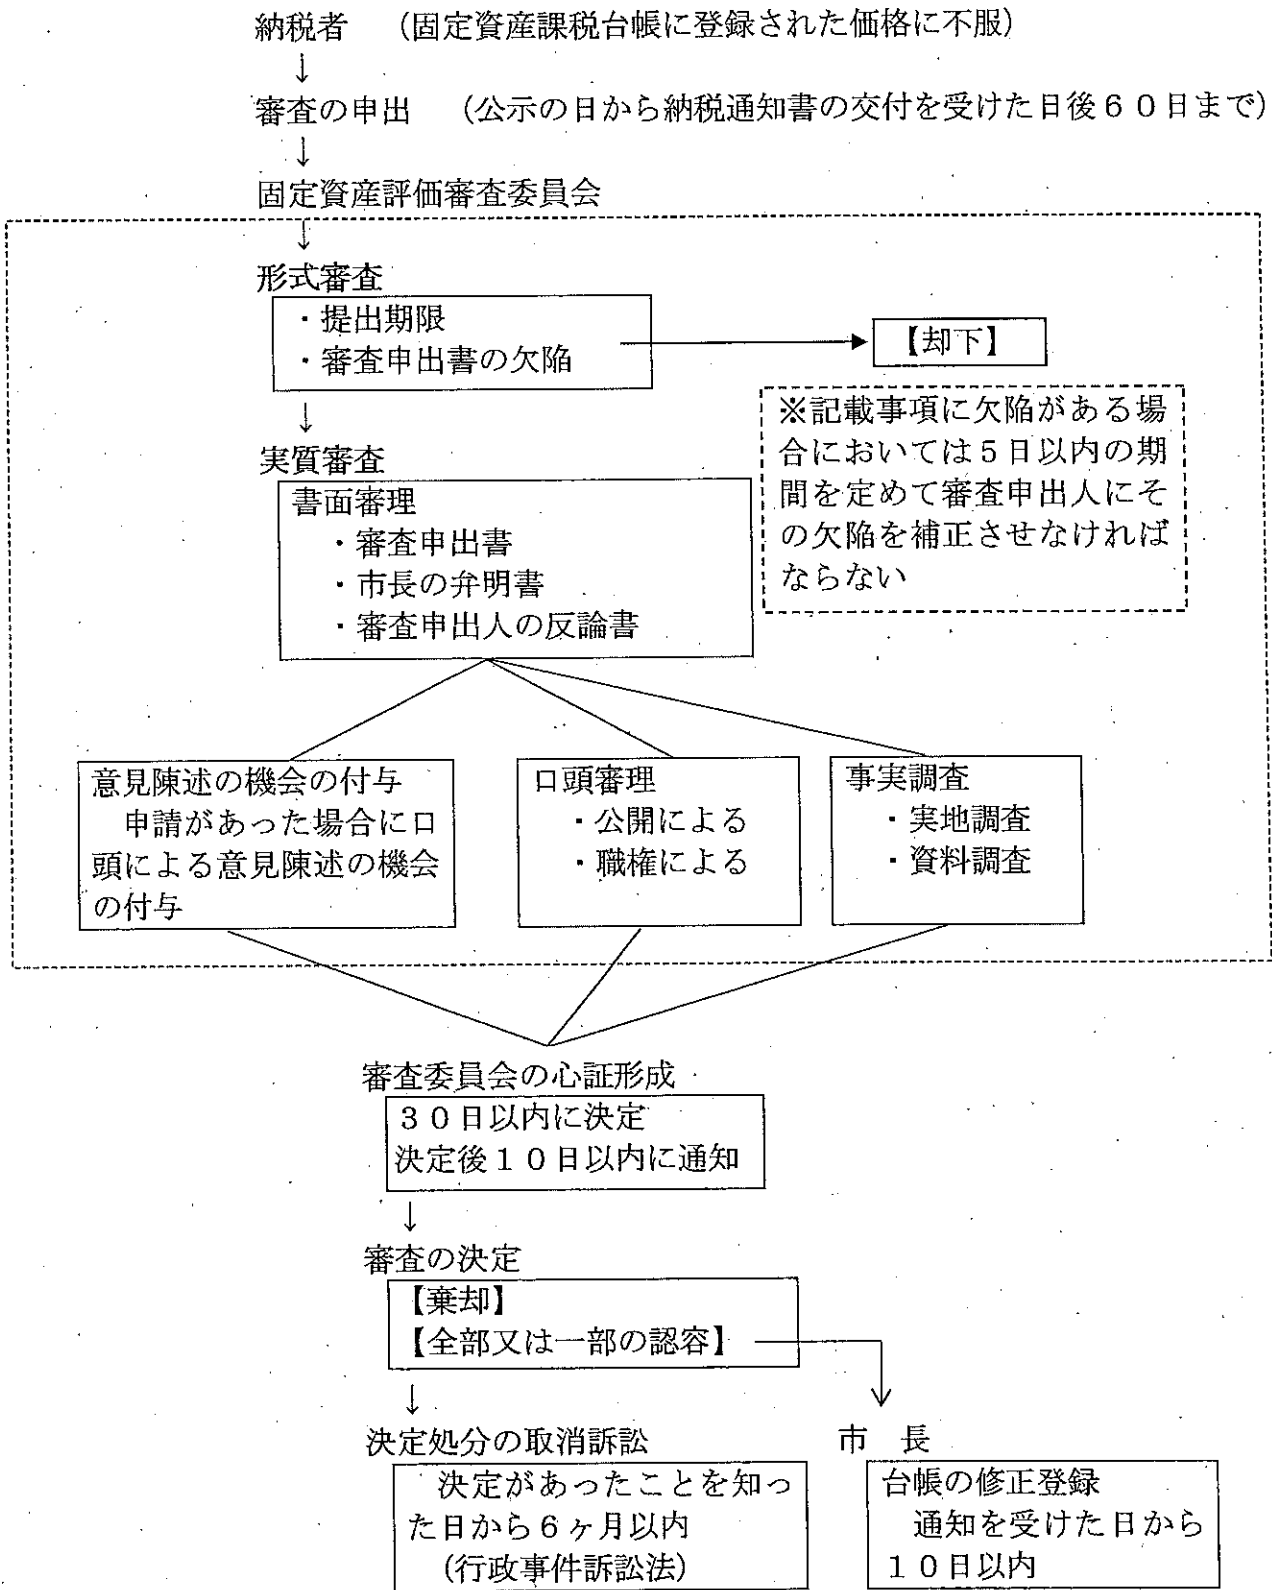 納税者　（固定資産課税台帳に登録された価格に不服）
↓
審査の申出　（公示の日から納税通知書の交付を受けた日後６０日まで）
↓
固定資産評価審査委員会
↓
形式審査
・提出期限
・審査申出書の欠陥
【却下】
※記載事項に欠陥がある場
合においては５日以内の期
間を定めて審査申出人にそ
の欠陥を補正させなければ
ならない
↓
実質審査
書面審理
・審査申出書
・市長の弁明書
・審査申出人の反論書
意見陳述の機会の付与
申請があった場合に口
頭による意見陳述の機会
の付与
口頭審理
・公開による
・職権による
事実調査
・実地調査
・資料調査
審査委員会の心証形成
３０日以内に決定
決定後１０日以内に通知
↓
審査の決定
【棄却】
【全部又は一部の認容】
↓
決定処分の取消訴訟
決定があったことを知っ
た日から６ヶ月以内
（行政事件訴訟法）
市　長
台帳の修正登録
通知を受けた日から
１０日以内